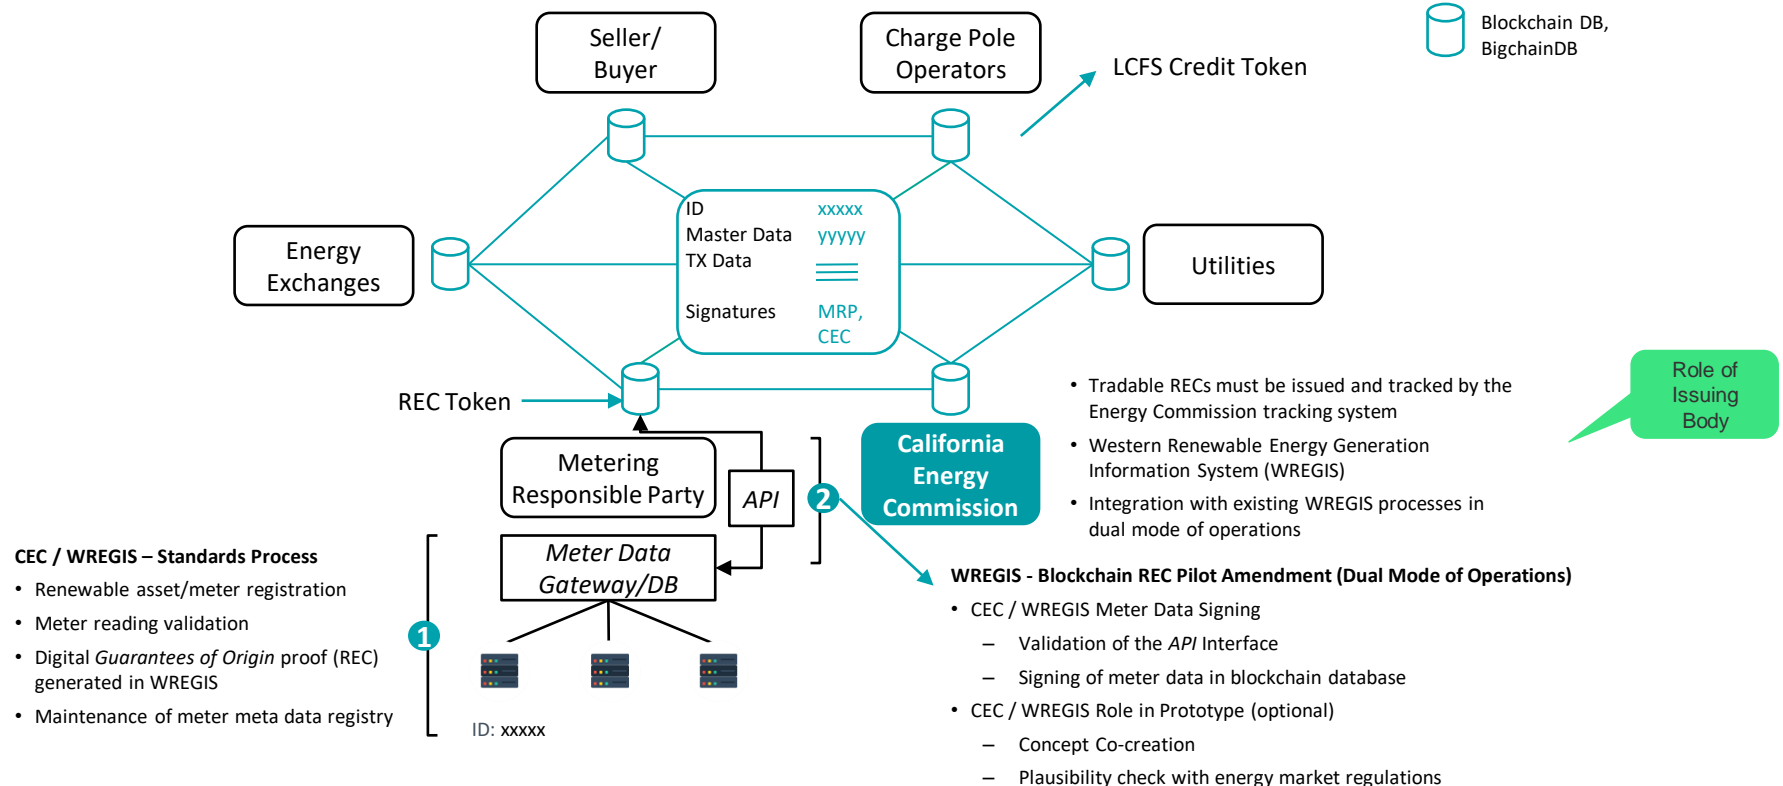 Seller/
Buyer
Charge Pole
Operators
Blockchain DB,
BigchainDB
LCFS Credit Token
ID xxxxx
Master Data yyyyy
TX Data
Signatures MRP,
CEC
Energy
Exchanges
Utilities
REC Token
Metering
Responsible Party
API
2
California
Energy
Commission
• Tradable RECs must be issued and tracked by the
Energy Commission tracking system
• Western Renewable Energy Generation
Information System (WREGIS)
• Integration with existing WREGIS processes in
dual mode of operations
Role of
Issuing
Body
CEC / WREGIS – Standards Process
• Renewable asset/meter registration
• Meter reading validation
• Digital Guarantees of Origin proof (REC)
generated in WREGIS
• Maintenance of meter meta data registry
1
Meter Data
Gateway/DB
ID: xxxxx
WREGIS - Blockchain REC Pilot Amendment (Dual Mode of Operations)
• CEC / WREGIS Meter Data Signing
– Validation of the API Interface
– Signing of meter data in blockchain database
• CEC / WREGIS Role in Prototype (optional)
– Concept Co-creation
– Plausibility check with energy market regulations